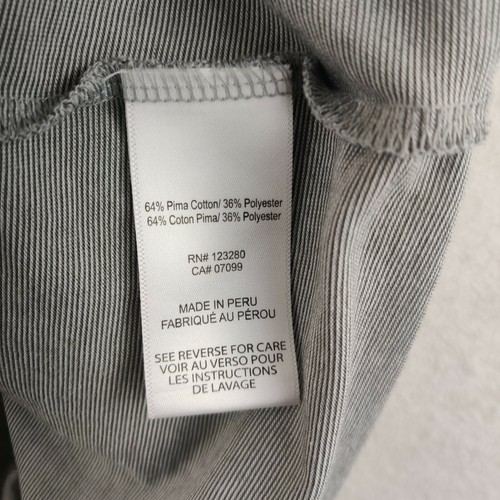 64% Pima Cotton/ 36% Polyester
64% Coton Pima/ 36% Polyester
RN# 123280
CA# 07099
MADE IN PERU
FABRIQUÉ AU PÉROU
SEE REVERSE FOR CARE
VOIR AU VERSO POUR
LES INSTRUCTIONS
DE LAVAGE